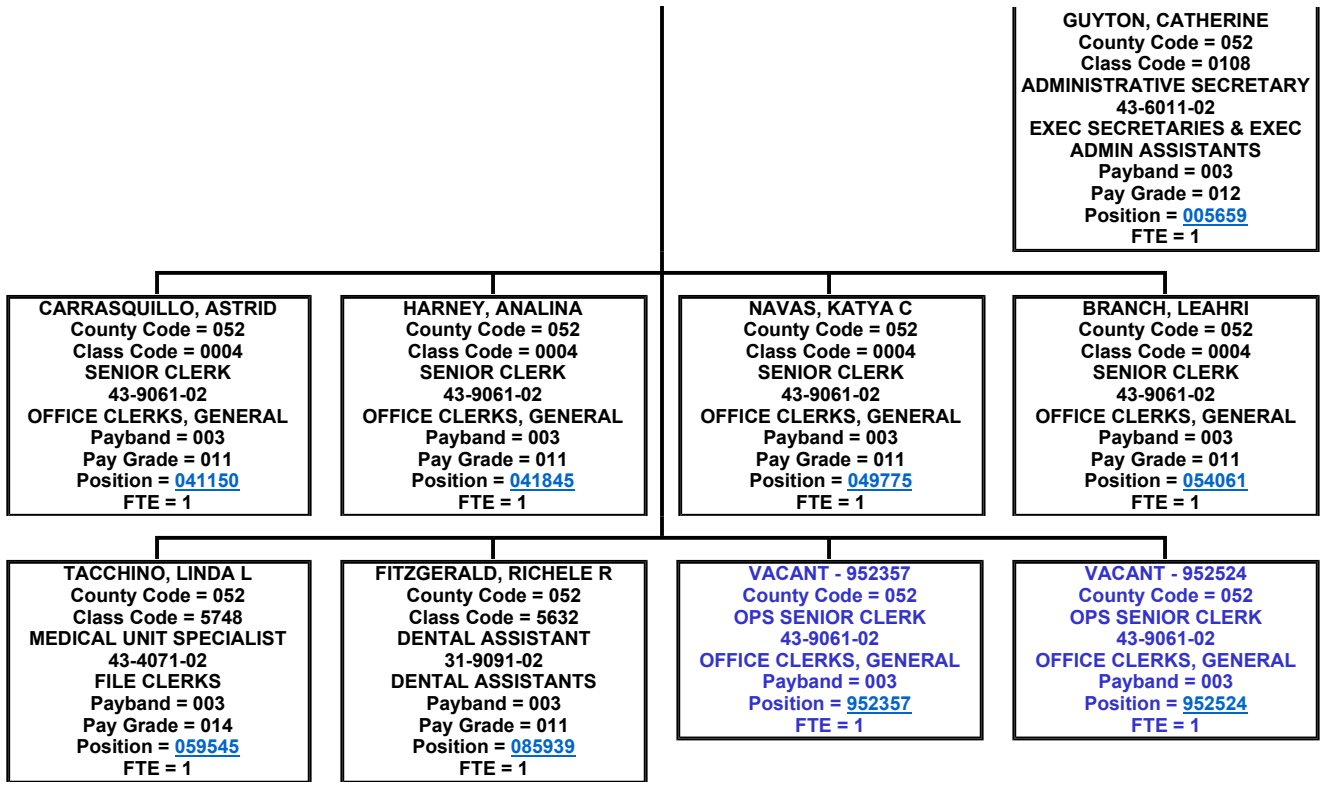 GUYTON, CATHERINE
County Code = 052
Class Code = 0108
ADMINISTRATIVE SECRETARY
43-6011-02
EXEC SECRETARIES & EXEC
ADMIN ASSISTANTS
Payband = 003
Pay Grade = 012
Position = 005659
FTE = 1
CARRASQUILLO, ASTRID
County Code = 052
Class Code = 0004
SENIOR CLERK
43-9061-02
OFFICE CLERKS, GENERAL
Payband = 003
Pay Grade = 011
Position = 041150
FTE = 1
HARNEY, ANALINA
County Code = 052
Class Code = 0004
SENIOR CLERK
43-9061-02
OFFICE CLERKS, GENERAL
Payband = 003
Pay Grade = 011
Position = 041845
FTE = 1
NAVAS, KATYA C
County Code = 052
Class Code = 0004
SENIOR CLERK
43-9061-02
OFFICE CLERKS, GENERAL
Payband = 003
Pay Grade = 011
Position = 049775
FTE = 1
BRANCH, LEAHRI
County Code = 052
Class Code = 0004
SENIOR CLERK
43-9061-02
OFFICE CLERKS, GENERAL
Payband = 003
Pay Grade = 011
Position = 054061
FTE = 1
TACCHINO, LINDA L
County Code = 052
Class Code = 5748
MEDICAL UNIT SPECIALIST
43-4071-02
FILE CLERKS
Payband = 003
Pay Grade = 014
Position = 059545
FTE = 1
FITZGERALD, RICHELE R
County Code = 052
Class Code = 5632
DENTAL ASSISTANT
31-9091-02
DENTAL ASSISTANTS
Payband = 003
Pay Grade = 011
Position = 085939
FTE = 1
VACANT - 952357
County Code = 052
OPS SENIOR CLERK
43-9061-02
OFFICE CLERKS, GENERAL
Payband = 003
Position = 952357
FTE = 1
VACANT - 952524
County Code = 052
OPS SENIOR CLERK
43-9061-02
OFFICE CLERKS, GENERAL
Payband = 003
Position = 952524
FTE = 1